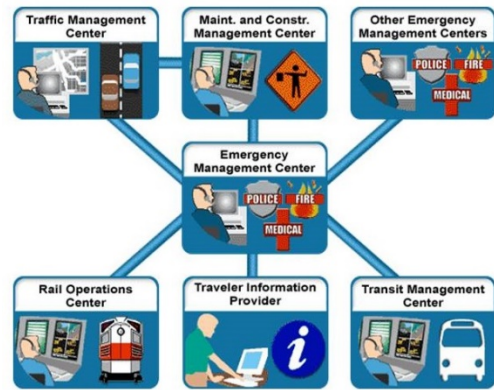 Traffic Management
Center
Maint. and Constr.
Management Center
Other Emergency
Management Centers
POLICE
FIRE
MEDICAL
Emergency
Management Center
POLICE
FIRE
MEDICAL
Rail Operations
Center
Traveler Information
Provider
i
Transit Management
Center